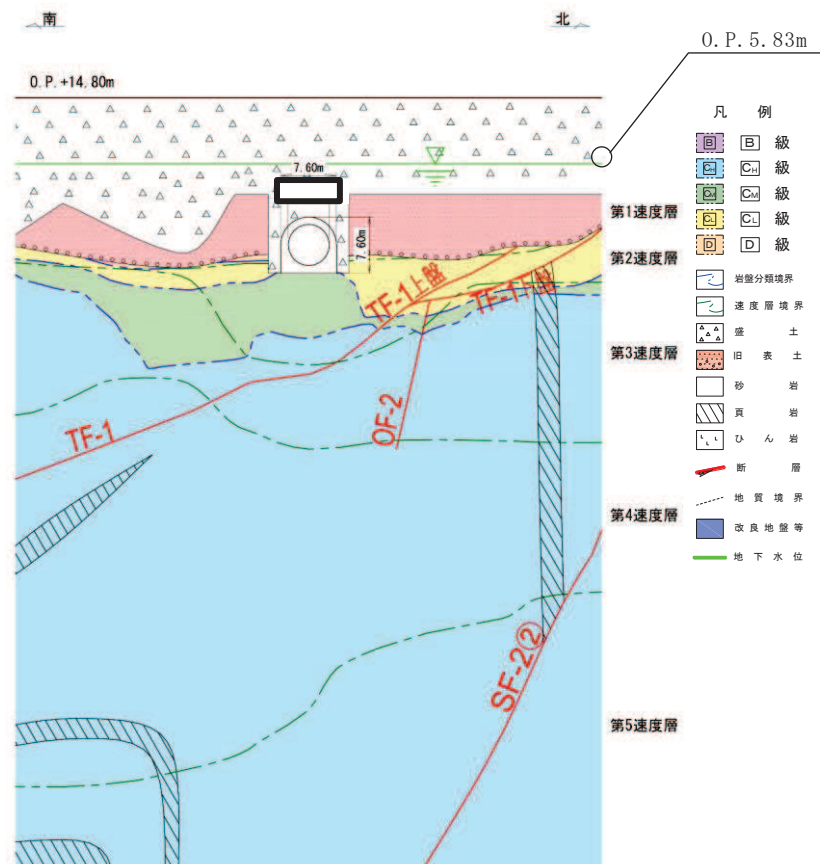 南
北
O.P.5.83m
O.P.+14.80m
凡 例
B B 級
CH CH 級
CM CM 級
CL CL 級
D D 級
岩盤分類境界
速度層境界
盛 土
旧 表 土
砂 岩
頁 岩
ひ ん 岩
断 層
地 質 境 界
改 良 地 盤 等
地 下 水 位
7.60m
7.60m
第1速度層
第2速度層
第3速度層
第4速度層
第5速度層
TF-1上盤
TF-1下盤
TF-1
OF-2
SF-2②